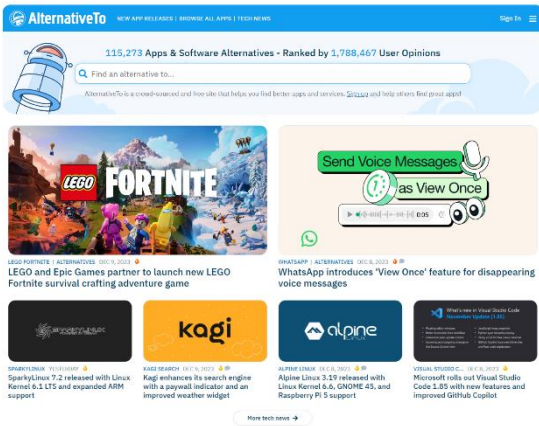 AlternativeTo
NEW APP RELEASES | BROWSE ALL APPS | TECH NEWS
Sign In
115,273 Apps & Software Alternatives - Ranked by 1,788,467 User Opinions
Find an alternative to...
AlternativeTo is a crowd-sourced and free site that helps you find better apps and services. Sign up and help others find great apps!
LEGO FORTNITE
Send Voice Messages
as View Once
0:05
LEGO FORTNITE | ALTERNATIVES DEC 9, 2023
LEGO and Epic Games partner to launch new LEGO
Fortnite survival crafting adventure game
WHATSAPP | ALTERNATIVES DEC 8, 2023
WhatsApp introduces 'View Once' feature for disappearing
voice messages
SPARKYLINUX
kagi
alpine
Linux
What's new in Visual Studio Code
November Update (1.85)
SPARKYLINUX YESTERDAY
SparkyLinux 7.2 released with Linux
Kernel 6.1 LTS and expanded ARM
support
KAGI SEARCH
Kagi enhances its search engine
with a paywall indicator and an
improved weather widget
ALPINE LINUX DEC 8, 2023
Alpine Linux 3.19 released with
Linux Kernel 6.6, GNOME 45, and
Raspberry Pi 5 support
VISUAL STUDIO C... DEC 8, 2023
Microsoft rolls out Visual Studio
Code 1.85 with new features and
improved GitHub Copilot
More tech news →